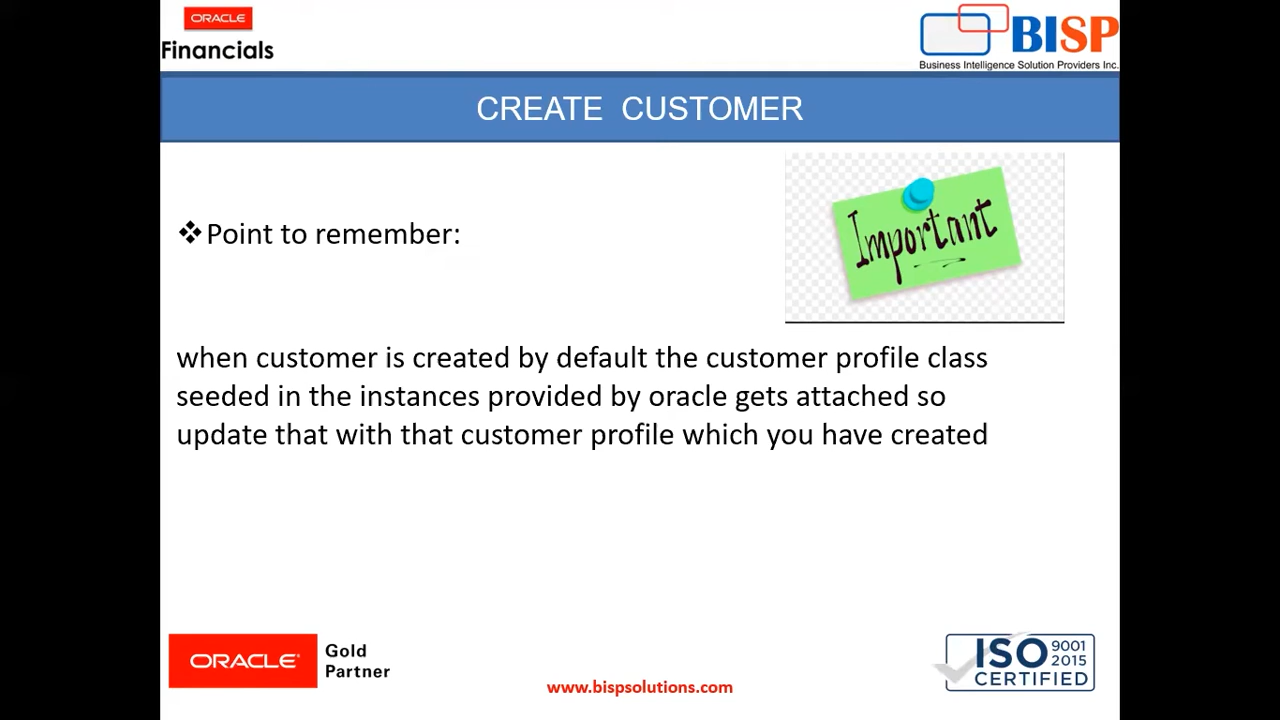 ORACLE
Financials
BISP
Business Intelligence Solution Providers Inc.
CREATE CUSTOMER
Important
❖Point to remember:
when customer is created by default the customer profile class
seeded in the instances provided by oracle gets attached so
update that with that customer profile which you have created
ORACLE
Gold
Partner
www.bispsolutions.com
ISO 9001
2015
CERTIFIED